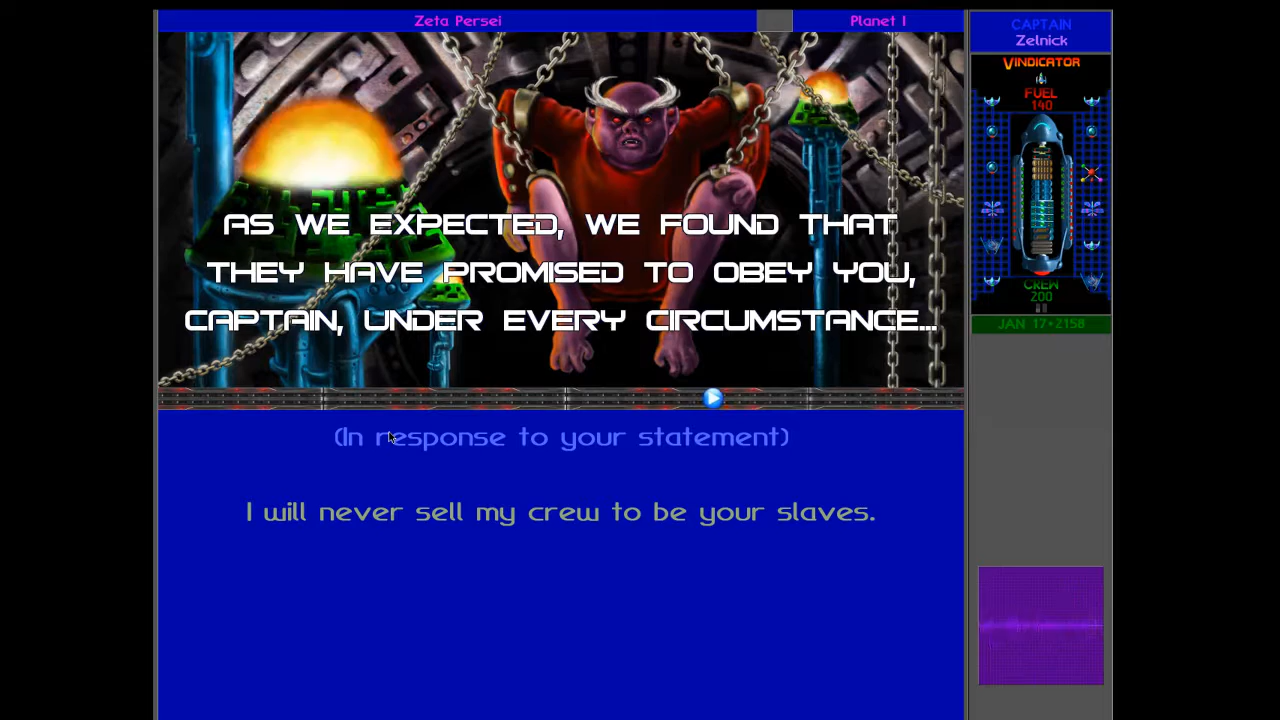 Zeta Persei
Planet I
CAPTAIN
Zelnick
VINDICATOR
FUEL
140
AS WE EXPECTED, WE FOUND THAT
THEY HAVE PROMISED TO OBEY YOU,
CAPTAIN, UNDER EVERY CIRCUMSTANCE...
CREW
200
JAN 17•2158
(In response to your statement)
I will never sell my crew to be your slaves.